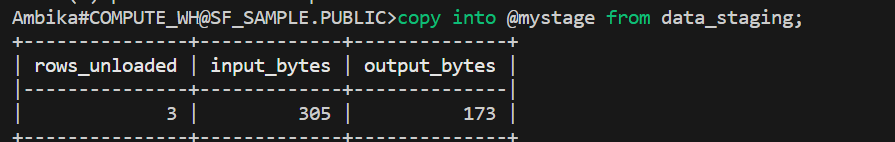 Ambika#COMPUTE_WH@SF_SAMPLE.PUBLIC>copy into @mystage from data_staging;
+---------------+-------------+--------------+
| rows_unloaded | input_bytes | output_bytes |
|---------------+-------------+--------------|
|             3 |         305 |          173 |
+---------------+-------------+--------------+